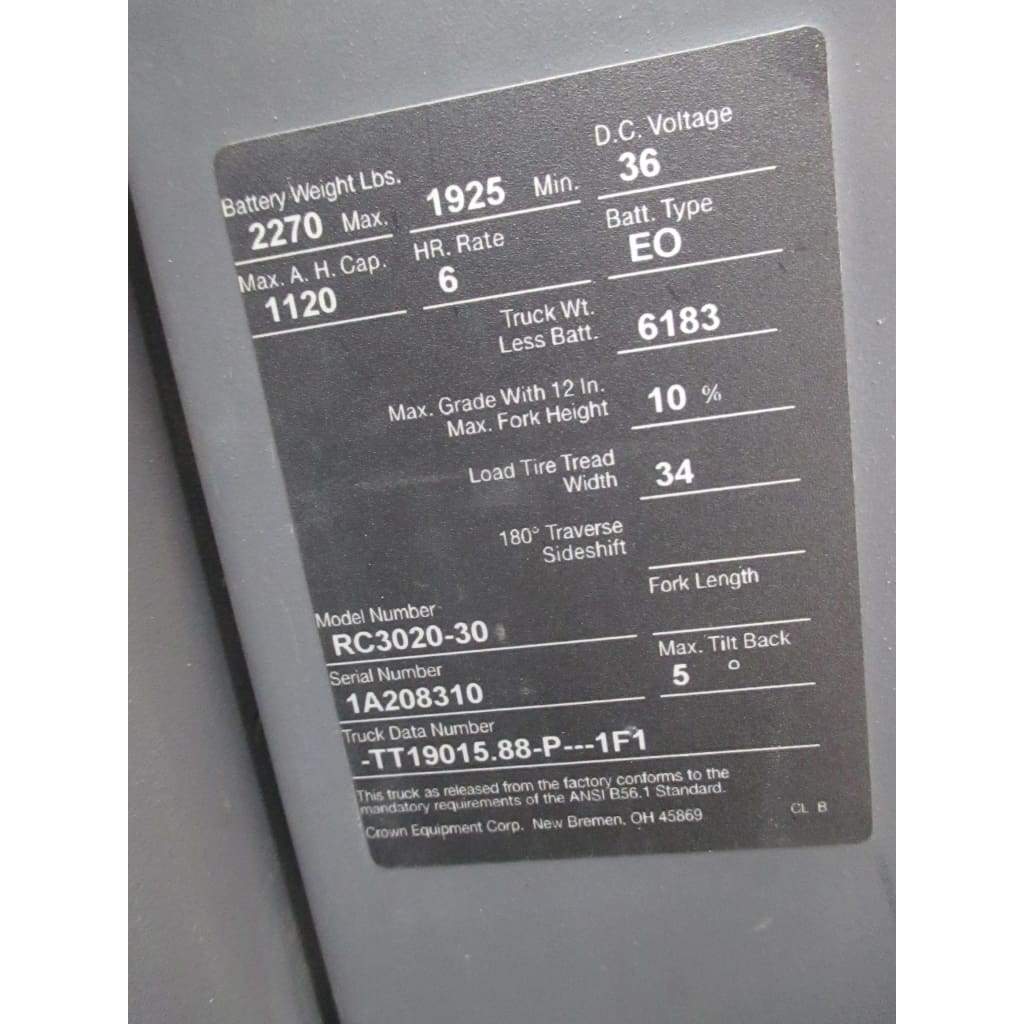 Battery Weight Lbs.
2270 Max. 1925 Min.
D.C. Voltage
36
Max. A. H. Cap.
1120
HR. Rate
6
Batt. Type
EO
Truck Wt.
Less Batt. 6183
Max. Grade With 12 In.
Max. Fork Height 10 %
Load Tire Tread
Width 34
180° Traverse
Sideshift
Fork Length
Model Number
RC3020-30
Max. Tilt Back
5 °
Serial Number
1A208310
Truck Data Number
-TT19015.88-P---1F1
This truck as released from the factory conforms to the
mandatory requirements of the ANSI B56.1 Standard.
Crown Equipment Corp. New Bremen, OH 45869
CL B